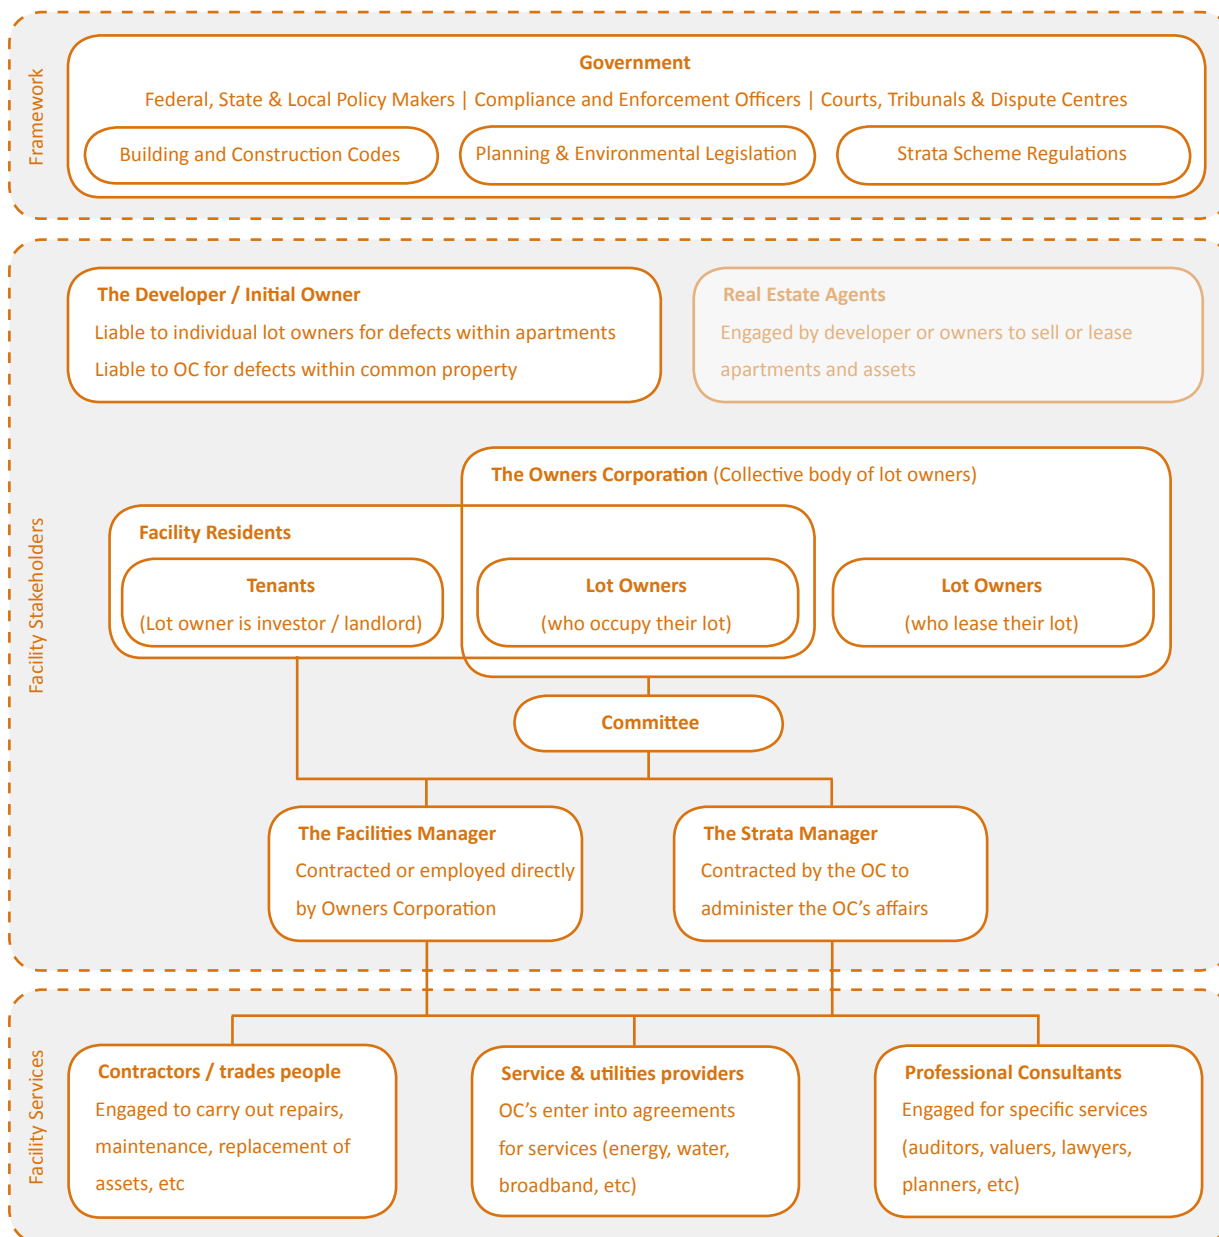 Framework
Government
Federal, State & Local Policy Makers | Compliance and Enforcement Officers | Courts, Tribunals & Dispute Centres
Building and Construction Codes
Planning & Environmental Legislation
Strata Scheme Regulations
Facility Stakeholders
The Developer / Initial Owner
Liable to individual lot owners for defects within apartments
Liable to OC for defects within common property
Real Estate Agents
Engaged by developer or owners to sell or lease
apartments and assets
The Owners Corporation (Collective body of lot owners)
Facility Residents
Tenants
(Lot owner is investor / landlord)
Lot Owners
(who occupy their lot)
Lot Owners
(who lease their lot)
Committee
The Facilities Manager
Contracted or employed directly
by Owners Corporation
The Strata Manager
Contracted by the OC to
administer the OC’s affairs
Facility Services
Contractors / trades people
Engaged to carry out repairs,
maintenance, replacement of
assets, etc
Service & utilities providers
OC’s enter into agreements
for services (energy, water,
broadband, etc)
Professional Consultants
Engaged for specific services
(auditors, valuers, lawyers,
planners, etc)